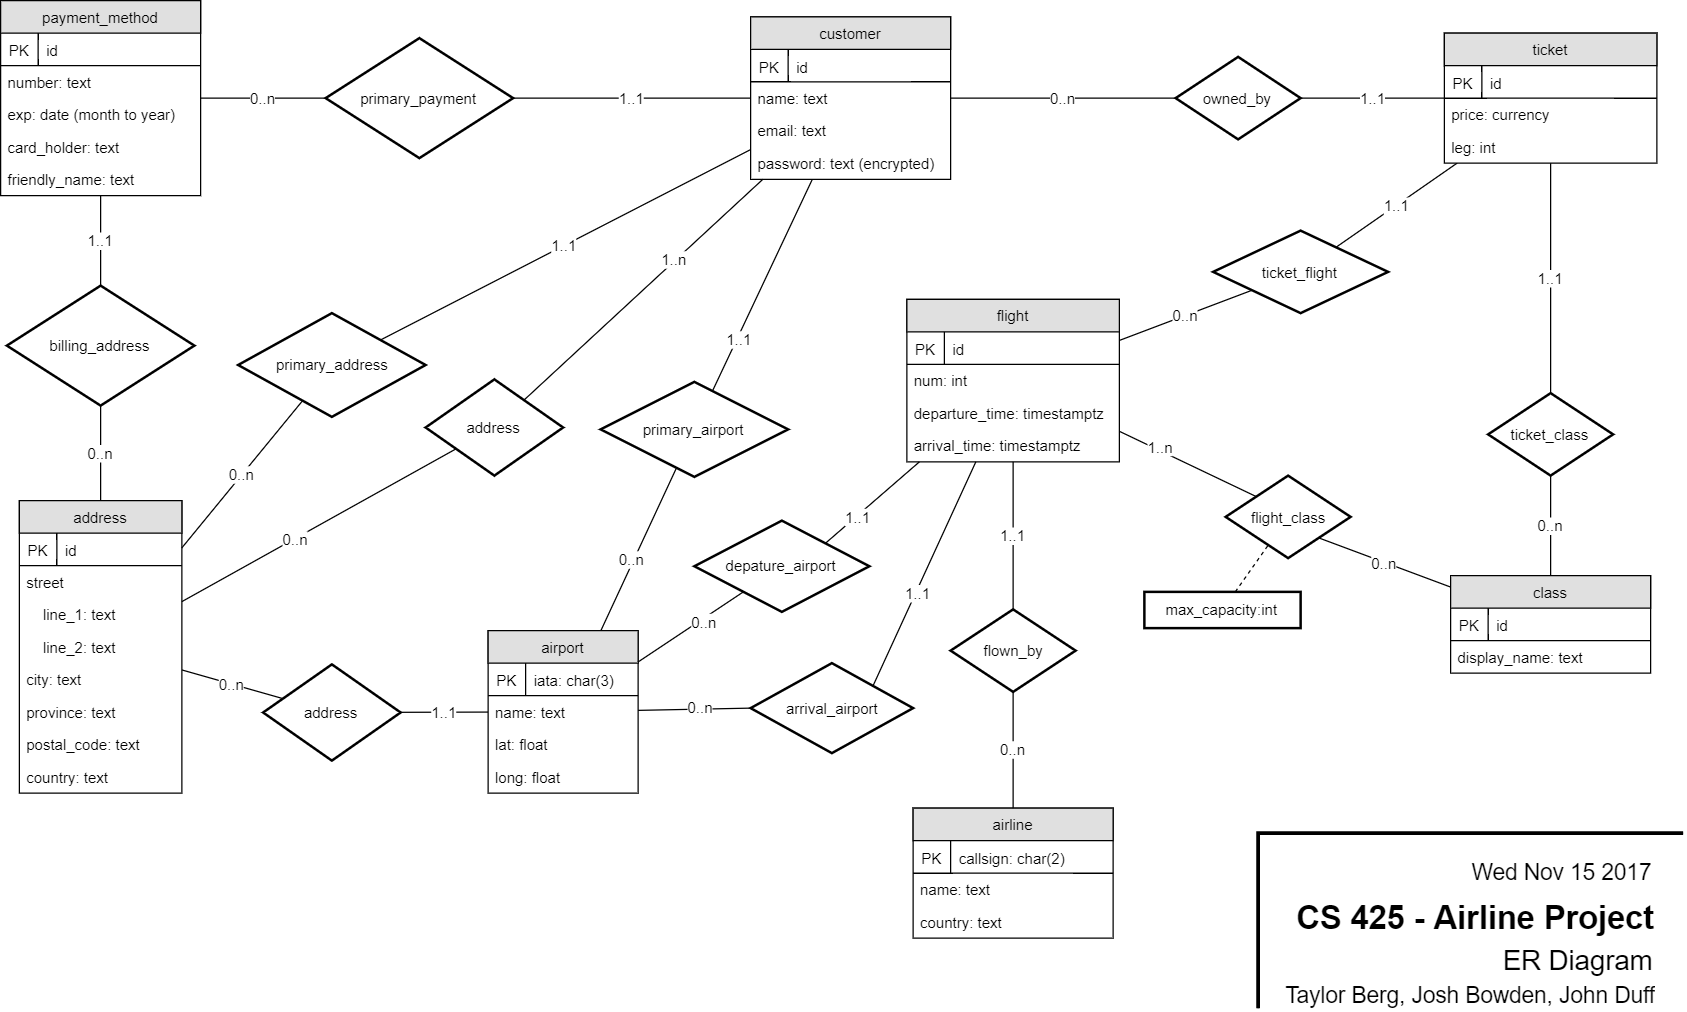 payment_method
PK id
number: text
exp: date (month to year)
card_holder: text
friendly_name: text
0..n
primary_payment
1..1
customer
PK id
name: text
email: text
password: text (encrypted)
0..n
owned_by
1..1
ticket
PK id
price: currency
leg: int
1..1
billing_address
0..n
1..1
primary_address
0..n
1..n
address
0..n
1..1
primary_airport
0..n
1..1
ticket_flight
0..n
1..1
ticket_class
0..n
flight
PK id
num: int
departure_time: timestamptz
arrival_time: timestamptz
1..n
flight_class
0..n
max_capacity:int
class
PK id
display_name: text
address
PK id
street
line_1: text
line_2: text
city: text
province: text
postal_code: text
country: text
0..n
address
1..1
airport
PK iata: char(3)
name: text
lat: float
long: float
1..1
depature_airport
0..n
1..1
arrival_airport
0..n
1..1
flown_by
0..n
airline
PK callsign: char(2)
name: text
country: text
Wed Nov 15 2017
CS 425 - Airline Project
ER Diagram
Taylor Berg, Josh Bowden, John Duff